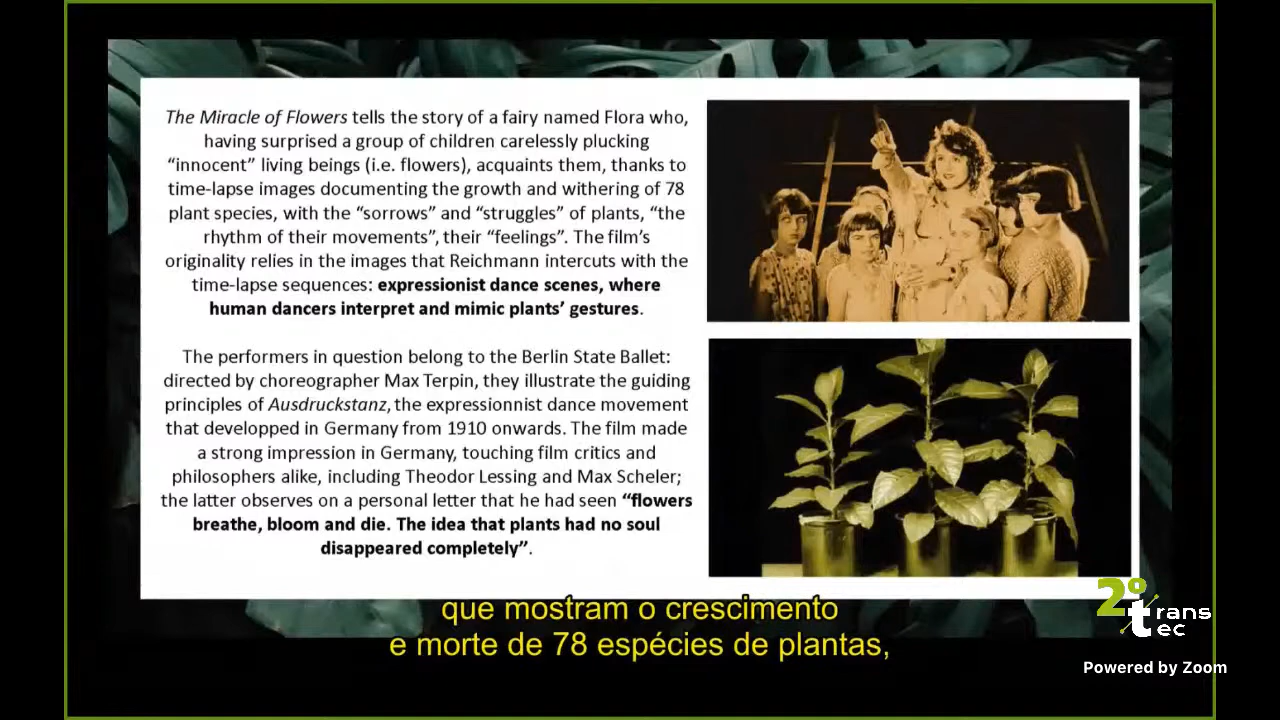 The Miracle of Flowers tells the story of a fairy named Flora who,
having surprised a group of children carelessly plucking
“innocent” living beings (i.e. flowers), acquaints them, thanks to
time-lapse images documenting the growth and withering of 78
plant species, with the “sorrows” and “struggles” of plants, “the
rhythm of their movements”, their “feelings”. The film’s
originality relies in the images that Reichmann intercuts with the
time-lapse sequences: expressionist dance scenes, where
human dancers interpret and mimic plants’ gestures.
The performers in question belong to the Berlin State Ballet:
directed by choreographer Max Terpin, they illustrate the guiding
principles of Ausdruckstanz, the expressionnist dance movement
that developped in Germany from 1910 onwards. The film made
a strong impression in Germany, touching film critics and
philosophers alike, including Theodor Lessing and Max Scheler;
the latter observes on a personal letter that he had seen “flowers
breathe, bloom and die. The idea that plants had no soul
disappeared completely”.
que mostram o crescimento
e morte de 78 espécies de plantas,
2º
trans
tec
Powered by Zoom